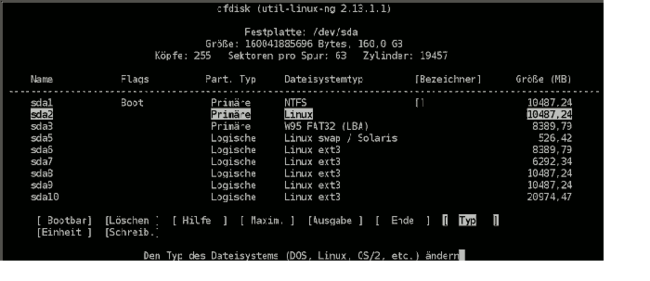 cfdisk (util-linux-ng 2.13.1.1)
Festplatte: /dev/sda
Größe: 160041885696 Bytes, 160,0 GB
Köpfe: 255 Sektoren pro Spur: 63 Zylinder: 19457
Name Flags Part. Typ Dateisystemtyp [Bezeichner] Größe (MB)
sda1 Boot Primäre NTFS [] 10487,24
sda2 Primäre Linux 10487,24
sda3 Primäre W95 FAT32 (LBA) 8389,79
sda5 Logische Linux swap / Solaris 526,42
sda6 Logische Linux ext3 8389,79
sda7 Logische Linux ext3 6292,34
sda8 Logische Linux ext3 10487,24
sda9 Logische Linux ext3 10487,24
sda10 Logische Linux ext3 20974,47
[ Bootbar] [Löschen ] [ Hilfe ] [ Maxim. ] [Ausgabe ] [ Ende ] [ Typ ]
[Einheit ] [Schreib.]
Den Typ des Dateisystems (DOS, Linux, OS/2, etc.) ändern